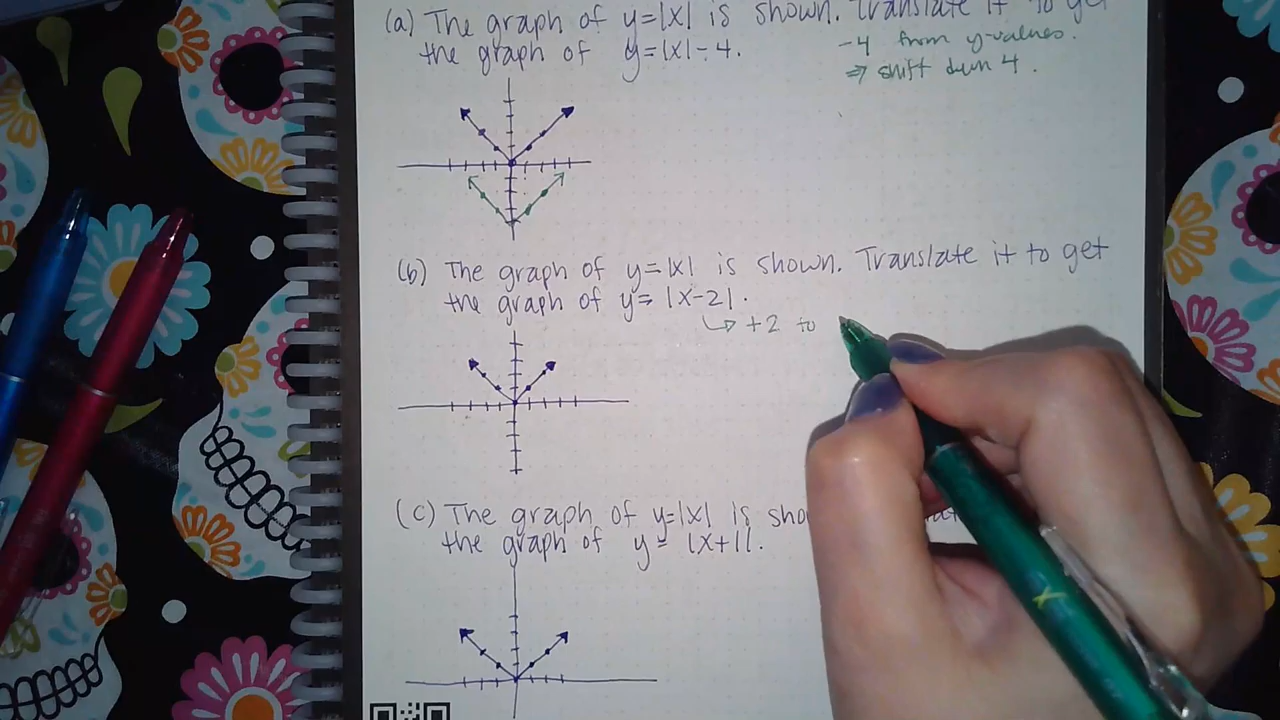 (a) The graph of y=|x| is shown. Translate it to get
the graph of y=|x|-4.
-4 from y-values.
⇒ shift down 4.
(b) The graph of y=|x| is shown. Translate it to get
the graph of y= |x-2|.
↳ +2 to
(c) The graph of y=|x| is
the graph of y= |x+1|.